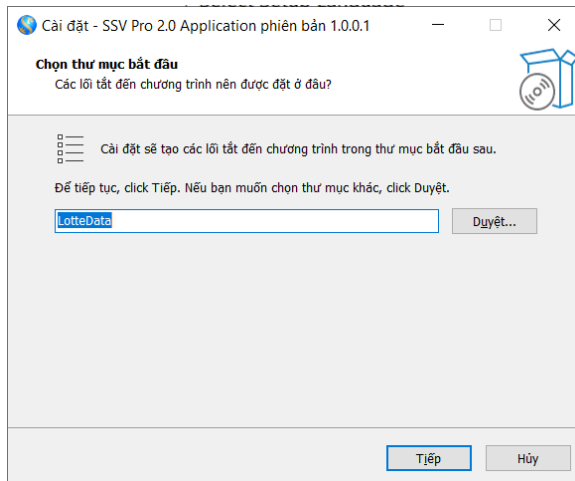 Select Setup Language
Cài đặt - SSV Pro 2.0 Application phiên bản 1.0.0.1
Chọn thư mục bắt đầu
Các lối tắt đến chương trình nên được đặt ở đâu?
Cài đặt sẽ tạo các lối tắt đến chương trình trong thư mục bắt đầu sau.
Để tiếp tục, click Tiếp. Nếu bạn muốn chọn thư mục khác, click Duyệt.
LotteData
Duyệt...
Tiếp
Hủy